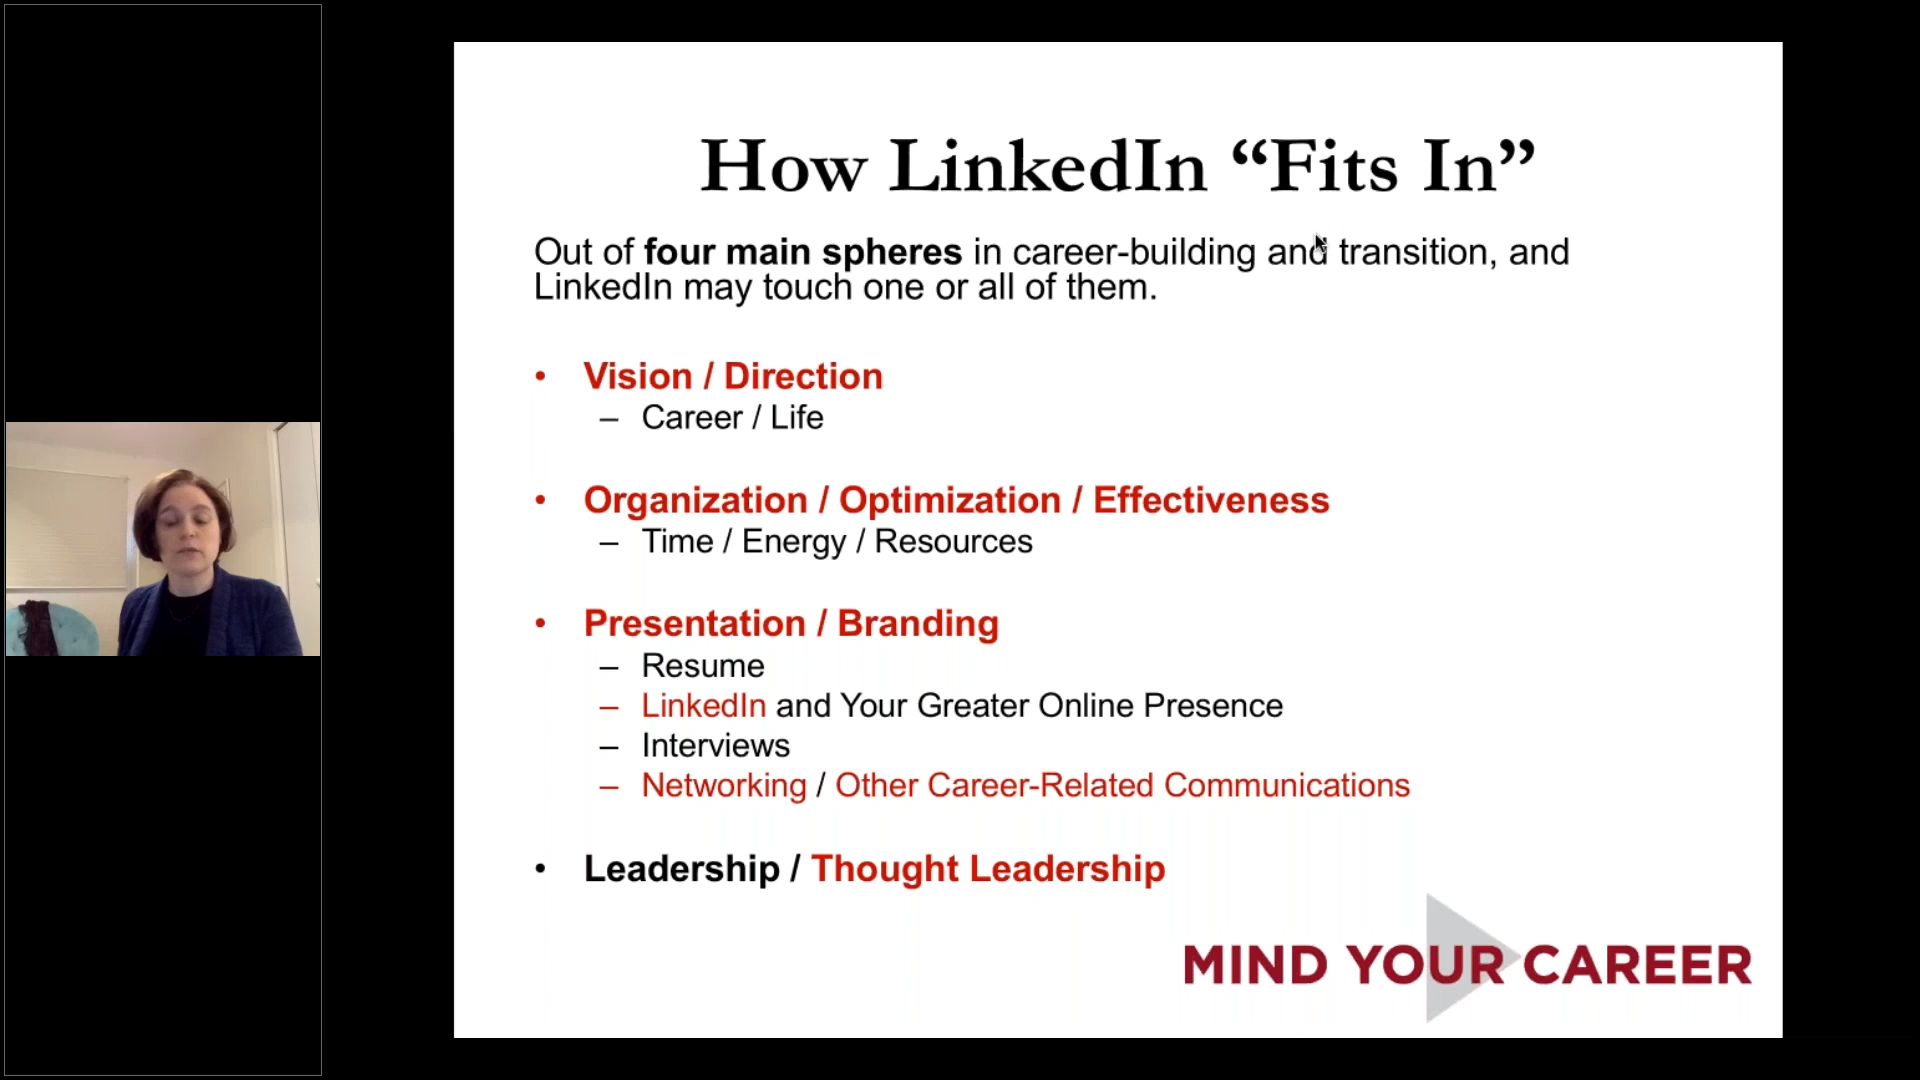 How LinkedIn “Fits In”
Out of four main spheres in career-building and transition, and
LinkedIn may touch one or all of them.
• Vision / Direction
– Career / Life
• Organization / Optimization / Effectiveness
– Time / Energy / Resources
• Presentation / Branding
– Resume
– LinkedIn and Your Greater Online Presence
– Interviews
– Networking / Other Career-Related Communications
• Leadership / Thought Leadership
MIND YOUR CAREER